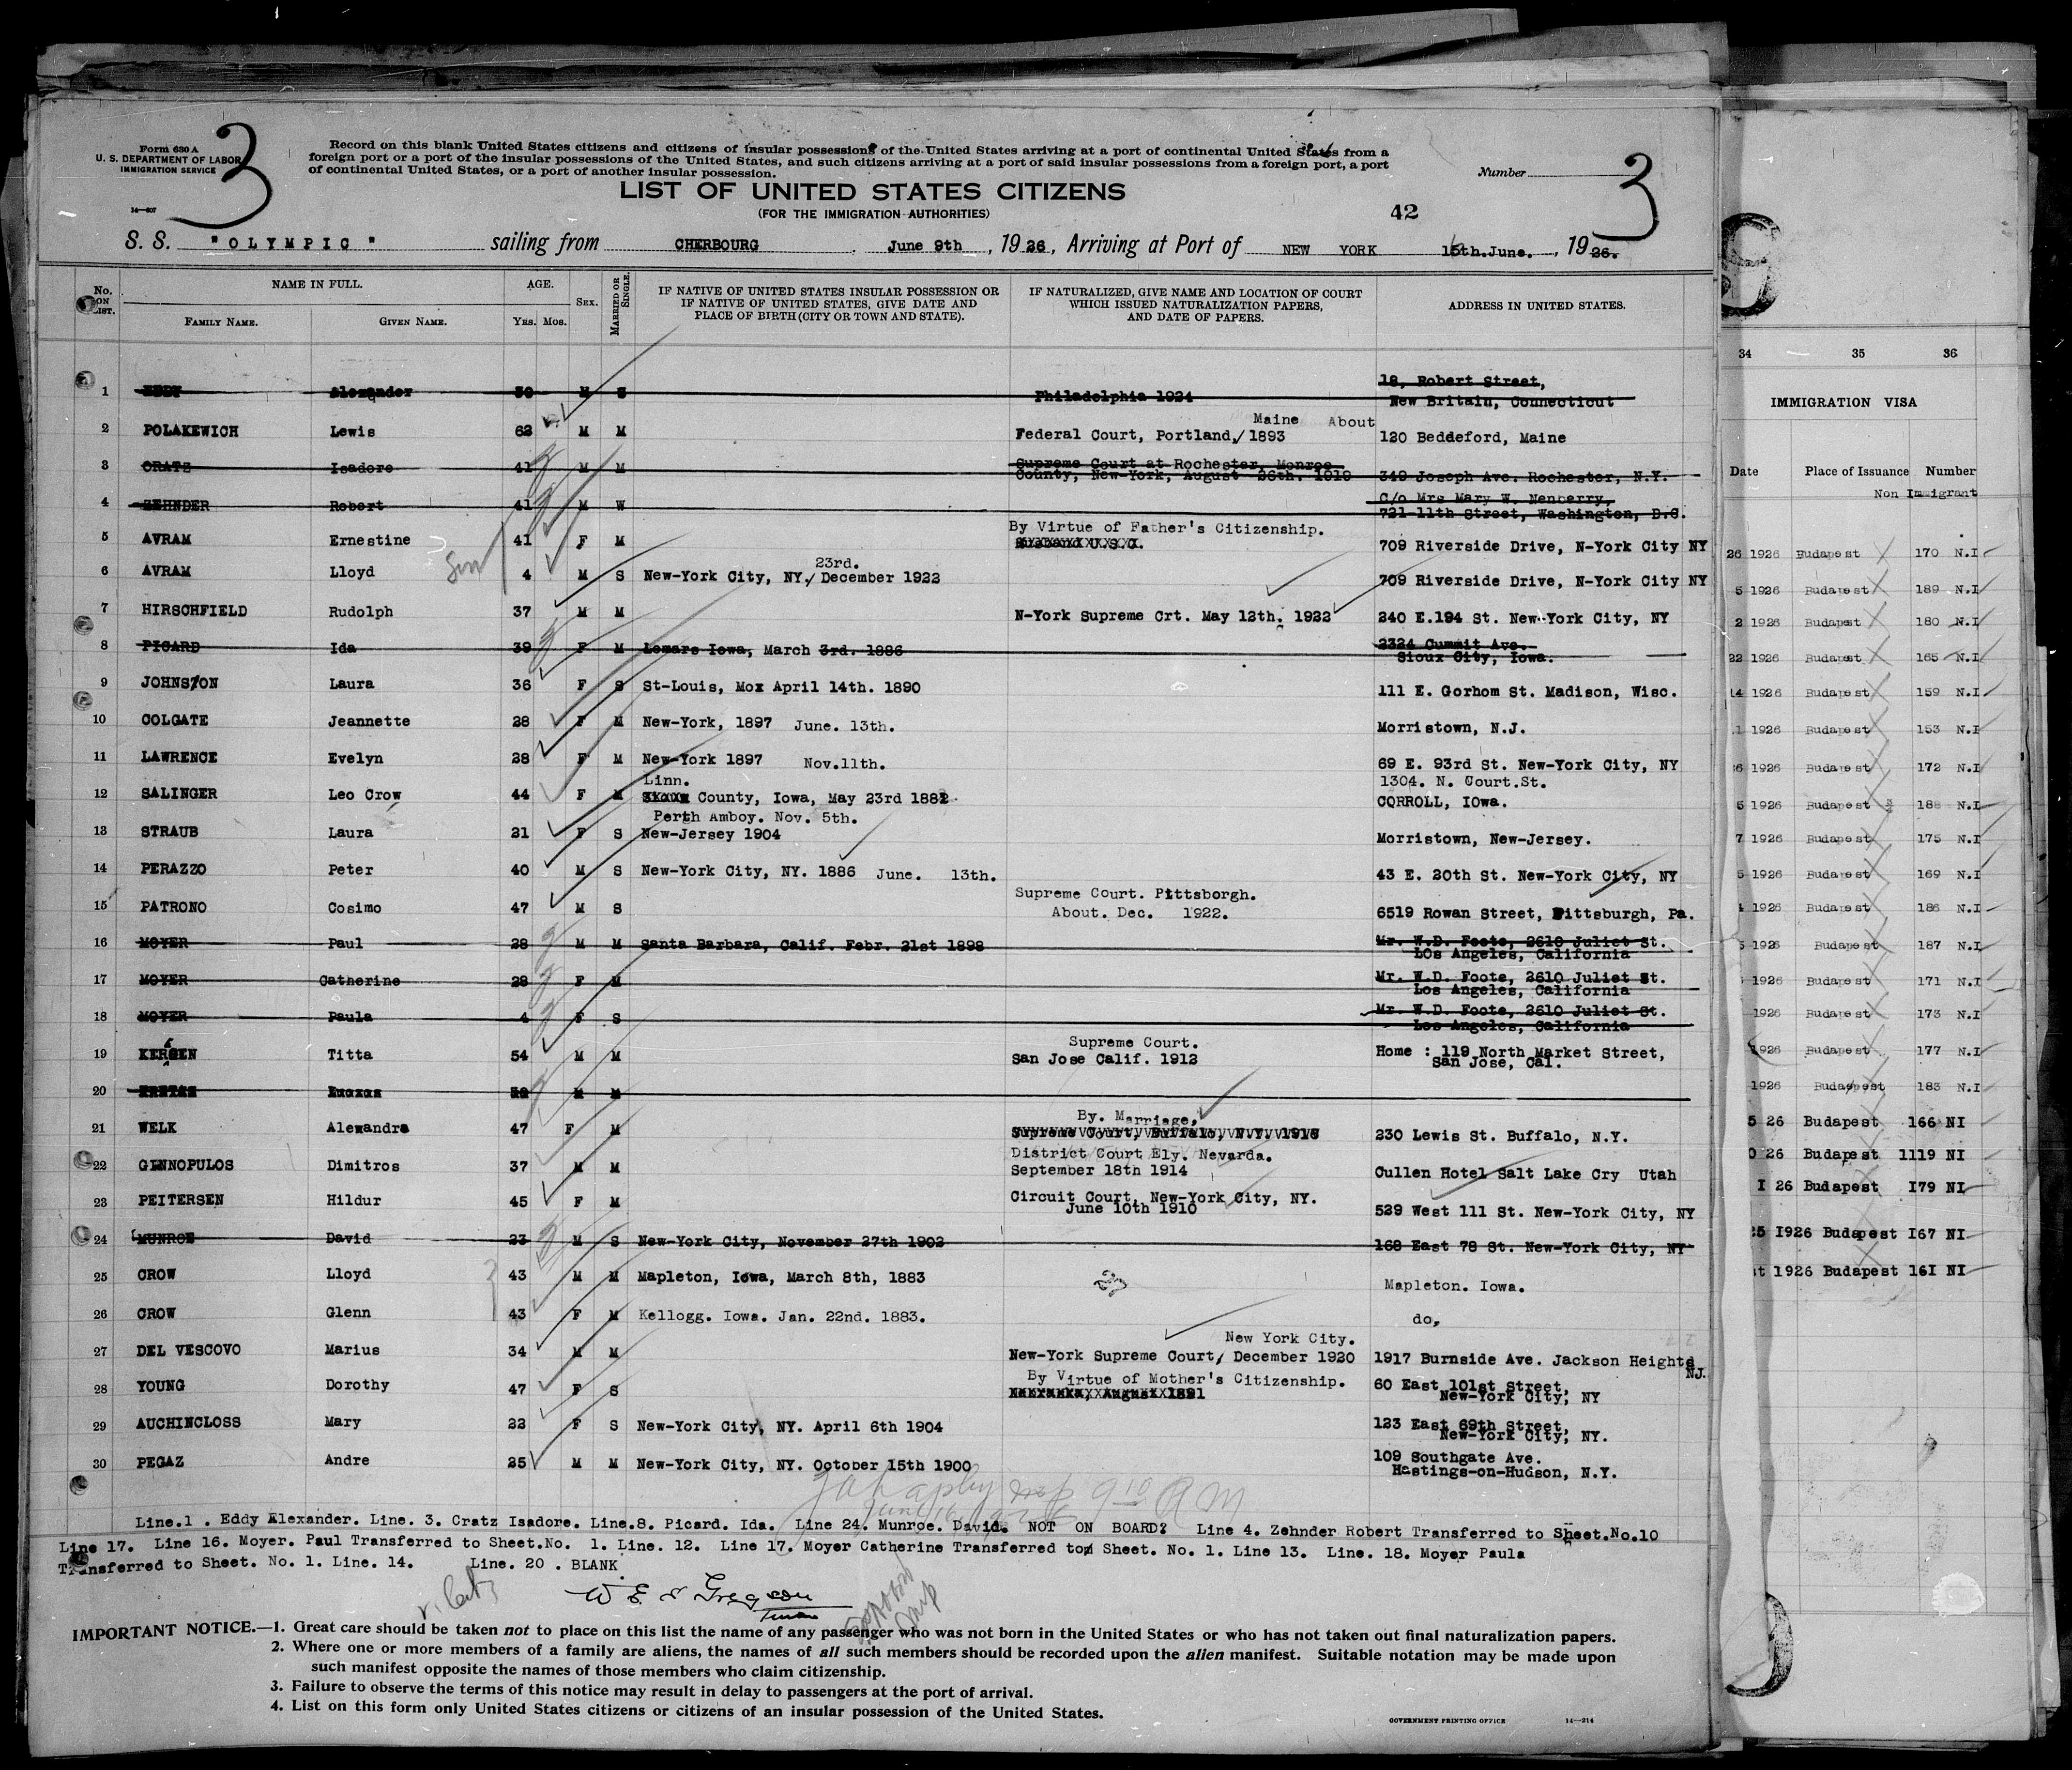 Form 630 A
U. S. DEPARTMENT OF LABOR
IMMIGRATION SERVICE
14—607
3
Record on this blank United States citizens and citizens of insular possessions of the United States arriving at a port of continental United States from a
foreign port or a port of the insular possessions of the United States, and such citizens arriving at a port of said insular possessions from a foreign port, a port
of continental United States, or a port of another insular possession.
Number
3
LIST OF UNITED STATES CITIZENS
(FOR THE IMMIGRATION AUTHORITIES)
42
S. S. "OLYMPIC" sailing from CHERBOURG June 9th, 1926, Arriving at Port of NEW YORK 15th.June., 1926.
No. ON LIST. NAME IN FULL. AGE. SEX. MARRIED OR SINGLE. IF NATIVE OF UNITED STATES INSULAR POSSESSION OR IF NATIVE OF UNITED STATES, GIVE DATE AND PLACE OF BIRTH (CITY OR TOWN AND STATE). IF NATURALIZED, GIVE NAME AND LOCATION OF COURT WHICH ISSUED NATURALIZATION PAPERS, AND DATE OF PAPERS. ADDRESS IN UNITED STATES.
FAMILY NAME. GIVEN NAME. YRS. MOS.
18, Robert Street,
1 EDDY Alexander 30 M S Philadelphia 1924 New Britain, Connecticut
Maine About
2 POLAKEWICH Lewis 62 M M Federal Court, Portland,/ 1893 120 Beddeford, Maine
Supreme Court at Rochester, Monroe
3 CRATZ Isadore 41 M M County, New-York, August 26th. 1919 349 Joseph Ave. Rochester, N.Y.
C/o Mrs Mary W. Nenberry,
4 ZEHNDER Robert 41 M W 721-11th Street, Washington, D.C.
By Virtue of Father's Citizenship.
5 AVRAM Ernestine 41 F M Husband U.S.C. 709 Riverside Drive, N-York City NY
23rd.
6 AVRAM Lloyd 4 M S New-York City, NY./ December 1922 709 Riverside Drive, N-York City NY
7 HIRSCHFIELD Rudolph 37 M M N-York Supreme Crt. May 12th. 1922 240 E.194 St. New-York City, NY
2324 Cummit Ave.
8 PICARD Ida 39 F M Lemars Iowa, March 3rd. 1886 Sioux City, Iowa.
9 JOHNSTON Laura 36 F S St-Louis, Mox April 14th. 1890 111 E. Gorhom St. Madison, Wisc.
10 COLGATE Jeannette 28 F M New-York, 1897 June. 13th. Morristown, N.J.
11 LAWRENCE Evelyn 28 F M New-York 1897 Nov.11th. 69 E. 93rd St. New-York City, NY
Linn. 1304. N. Court.St.
12 SALINGER Leo Crow 44 F M County, Iowa, May 23rd 1882. CORROLL, Iowa.
Perth Amboy. Nov. 5th.
13 STRAUB Laura 21 F S New-Jersey 1904 Morristown, New-Jersey.
14 PERAZZO Peter 40 M S New-York City, NY. 1886 June. 13th. 43 E. 20th St. New-York City, NY
Supreme Court. Pittsborgh.
15 PATRONO Cosimo 47 M S About. Dec. 1922. 6519 Rowan Street, Pittsburgh, Pa.
16 MOYER Paul 28 M M Santa Barbara, Calif. Febr. 21st 1898 Mr. W.D. Foote, 2610 Juliet St.
Los Angeles, California
17 MOYER Catherine 28 F M Mr. W.D. Foote, 2610 Juliet St.
Los Angeles, California
18 MOYER Paula 4 F S Mr. W.D. Foote, 2610 Juliet St.
Los Angeles, California
Supreme Court.
19 Titta 54 M M San Jose Calif. 1912 Home : 119 North Market Street,
San Jose, Cal.
20 M M
By. Marriage,
21 WELK Alexandra 47 F M Supreme Court, Buffalo, N.Y. 230 Lewis St. Buffalo, N.Y.
District Court Ely. Nevarda.
22 GINNOPULOS Dimitros 37 M M September 18th 1914 Cullen Hotel Salt Lake Cry Utah
23 PEITERSEN Hildur 45 F M Circuit Court, New-York City, NY.
June 10th 1910 529 West 111 St. New-York City, NY
24 MUNROE David 23 M S New-York City, November 27th 1902 168 East 78 St. New-York City, NY
25 CROW Lloyd 43 M M Mapleton, Iowa, March 8th, 1883 Mapleton. Iowa.
26 CROW Glenn 43 F M Kellogg. Iowa. Jan. 22nd. 1883. do,
New York City.
27 DEL VESCOVO Marius 34 M M New-York Supreme Court/ December 1920 1917 Burnside Ave. Jackson Heights
NJ.
By Virtue of Mother's Citizenship.
28 YOUNG Dorothy 47 F S August 1891 60 East 101st Street,
New-York City, NY
29 AUCHINCLOSS Mary 22 F S New-York City, NY. April 6th 1904 123 East 69th Street,
New-York City, NY.
30 PEGAZ Andre 25 M M New-York City, NY. October 15th 1900 109 Southgate Ave.
Hastings-on-Hudson, N.Y.
9 10 AM
June 16, 1926
Line.1 . Eddy Alexander. Line. 3. Cratz Isadore. Line.8. Picard. Ida. Line 24. Munroe. David. NOT ON BOARD: Line 4. Zehnder Robert Transferred to Sheet.No.10
Line 17. Line 16. Moyer. Paul Transferred to Sheet.No. 1. Line. 12. Line 17. Moyer Catherine Transferred to Sheet. No. 1. Line 13. Line. 18. Moyer Paula
Transferred to Sheet. No. 1. Line. 14. Line. 20 . BLANK
IMPORTANT NOTICE.—1. Great care should be taken not to place on this list the name of any passenger who was not born in the United States or who has not taken out final naturalization papers.
2. Where one or more members of a family are aliens, the names of all such members should be recorded upon the alien manifest. Suitable notation may be made upon
such manifest opposite the names of those members who claim citizenship.
3. Failure to observe the terms of this notice may result in delay to passengers at the port of arrival.
4. List on this form only United States citizens or citizens of an insular possession of the United States.
GOVERNMENT PRINTING OFFICE 14—214
34 35 36
IMMIGRATION VISA
Date Place of Issuance Number
Non Immigrant
26 1926 Budapest 170 N.I
5 1926 Budapest 189 N.I
2 1926 Budapest 180 N.I
22 1926 Budapest 165 N.I
14 1926 Budapest 159 N.I
1 1926 Budapest 153 N.I
6 1926 Budapest 172 N.I
5 1926 Budapest 188 N.I
7 1926 Budapest 175 N.I
5 1926 Budapest 169 N.I
1926 Budapest 186 N.I
5 1926 Budapest 187 N.I
1926 Budapest 171 N.I
1926 Budapest 173 N.I
1926 Budapest 177 N.I
1926 Budapest 183 N.I
5 26 Budapest 166 NI
0 26 Budapest 1119 NI
I 26 Budapest I79 NI
25 I926 Budapest I67 NI
t 1926 Budapest 16I NI